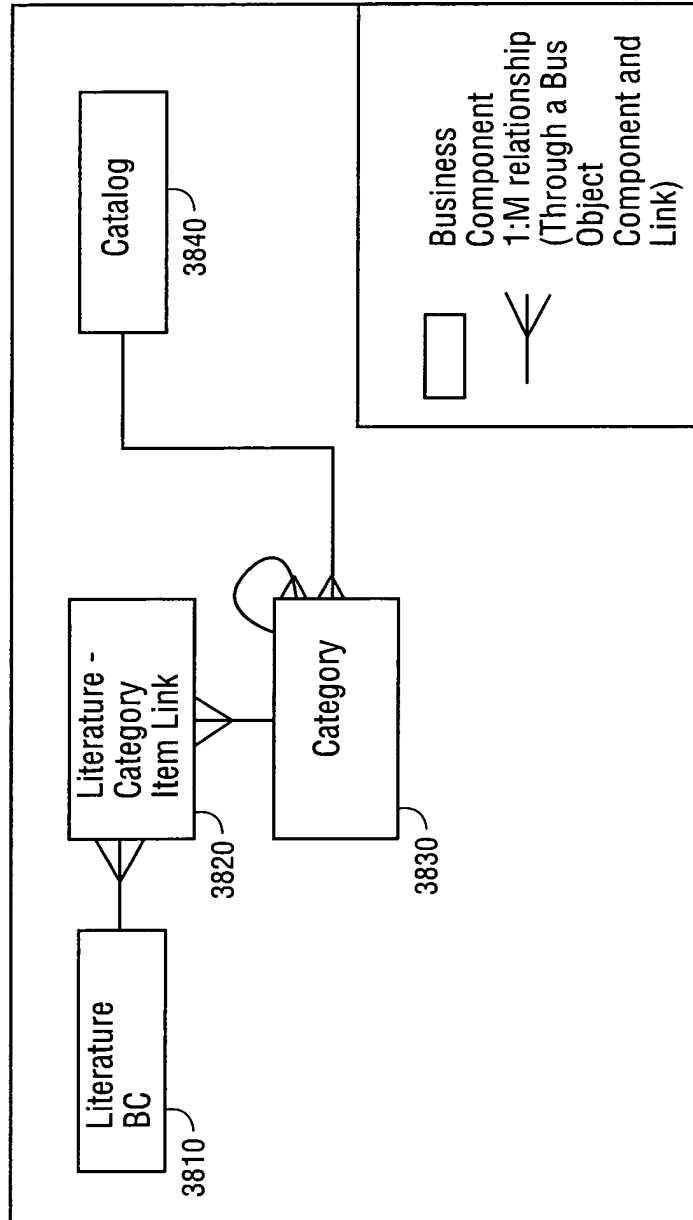 Literature
BC
3810
Literature -
Category
Item Link
3820
Category
3830
Catalog
3840
Business
Component
1:M relationship
(Through a Bus
Object
Component and
Link)